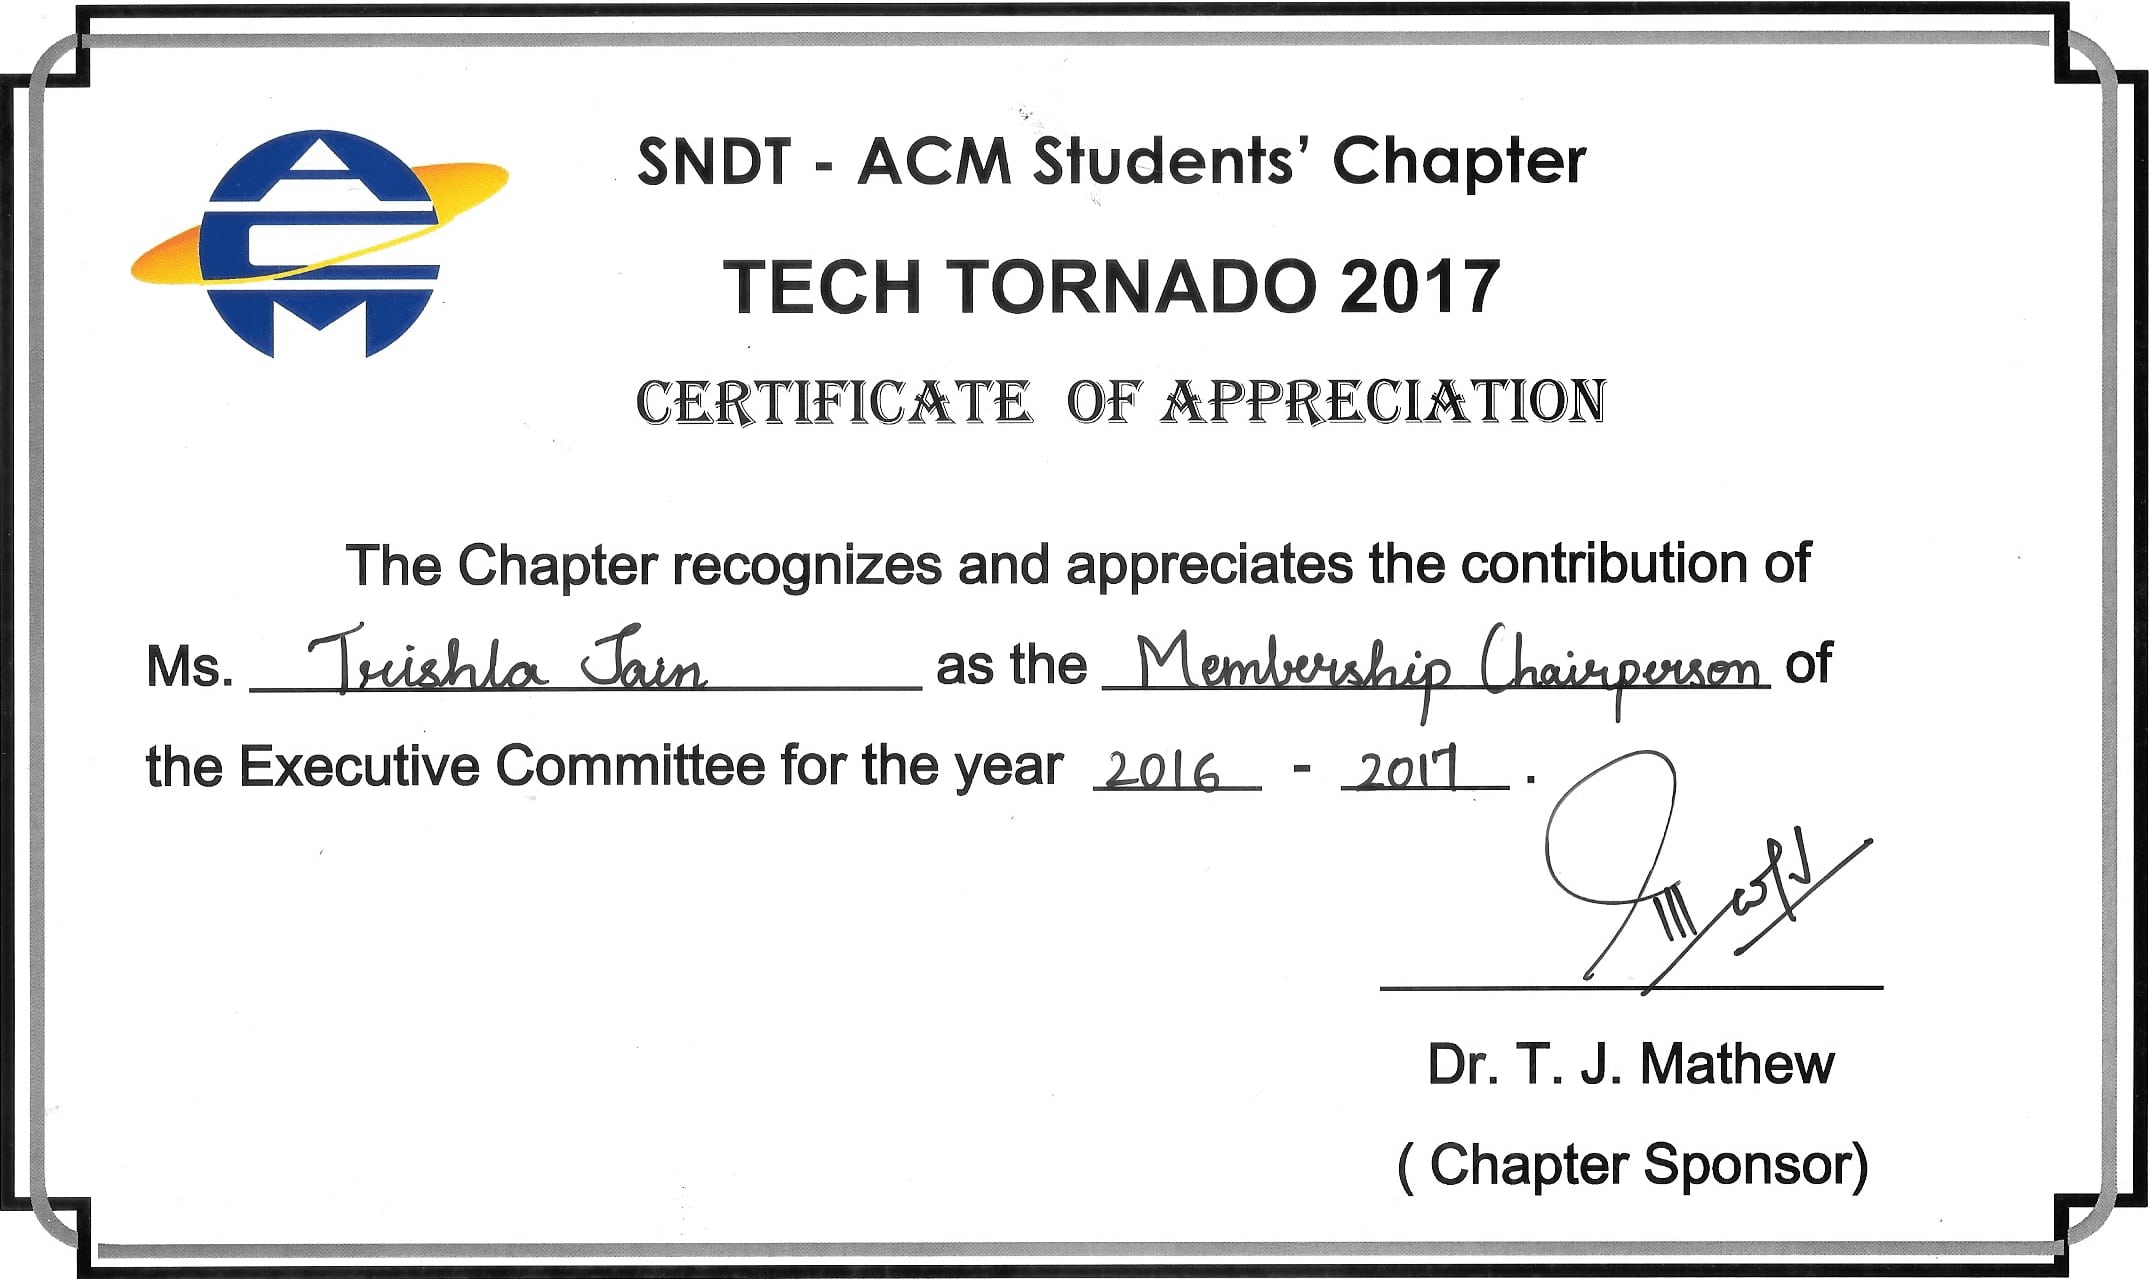 ACM
SNDT - ACM Students' Chapter
TECH TORNADO 2017
CERTIFICATE OF APPRECIATION
The Chapter recognizes and appreciates the contribution of
Ms. Trishla Jain as the Membership Chairperson of
the Executive Committee for the year 2016 - 2017.
Dr. T. J. Mathew
( Chapter Sponsor)